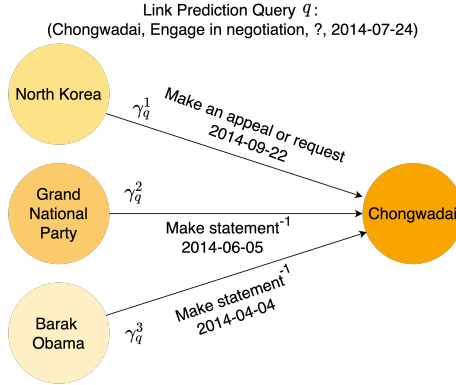 Link Prediction Query q:
(Chongwadai, Engage in negotiation, ?, 2014-07-24)
North Korea
γ_q^1
Make an appeal or request
2014-09-22
Grand
National
Party
γ_q^2
Make statement^-1
2014-06-05
Chongwadai
Barak
Obama
γ_q^3
Make statement^-1
2014-04-04